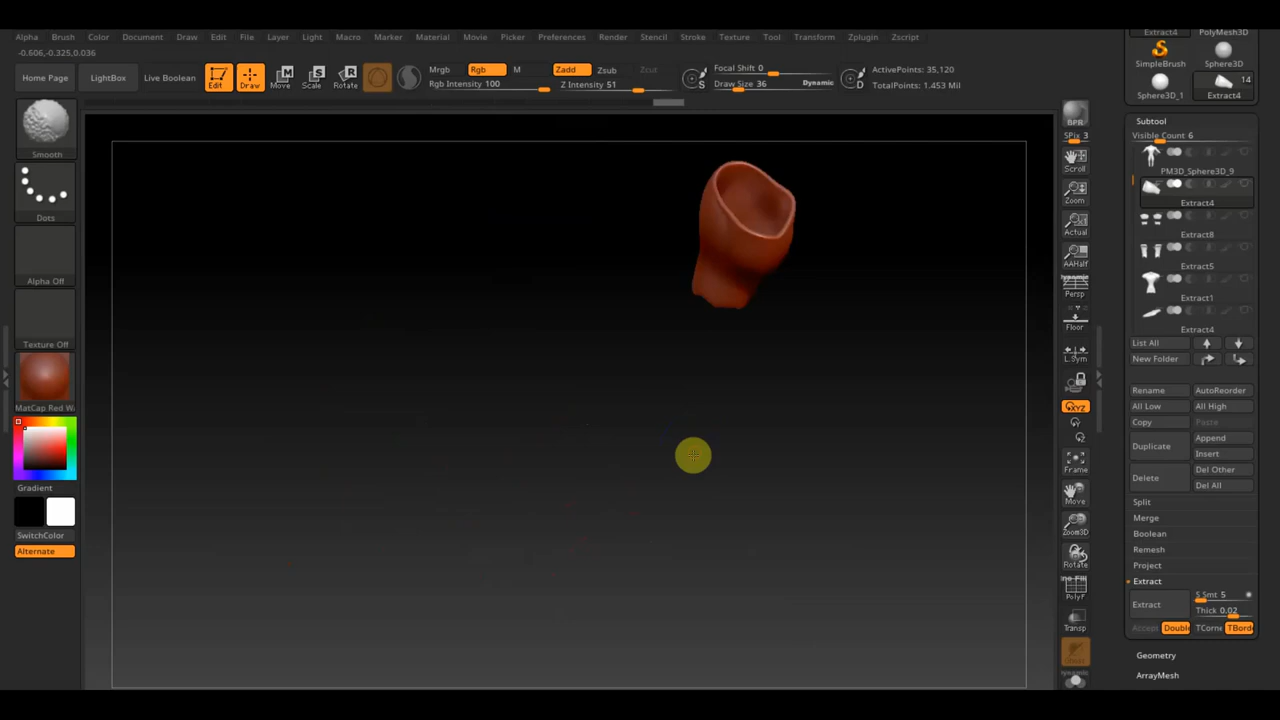 Alpha Brush Color Document Draw Edit File Layer Light Macro Marker Material Movie Picker Preferences Render Stencil Stroke Texture Tool Transform Zplugin Zscript
-0.606,-0.325,0.036
Home Page LightBox Live Boolean Edit Draw Move Scale Rotate
Mrgb Rgb M Zadd Zsub Zcut
Rgb Intensity 100 Z Intensity 51
S Focal Shift 0
Draw Size 36 Dynamic D
ActivePoints: 35,120
TotalPoints: 1.453 Mil
Smooth
Dots
Alpha Off
Texture Off
MatCap Red W
Gradient
SwitchColor
Alternate
BPR
SPix 3
Scroll
Zoom
Actual
AAHalf
Dynamic
Persp
Floor
L.Sym
XYZ
Frame
Move
Zoom3D
Rotate
PolyF
Transp
Extract4 PolyMesh3D
SimpleBrush Sphere3D
14
Sphere3D_1 Extract4
Subtool
Visible Count 6
PM3D_Sphere3D_9
Extract4
Extract8
Extract5
Extract1
Extract4
List All
New Folder
Rename AutoReorder
All Low All High
Copy Paste
Duplicate Append
Insert
Delete Del Other
Del All
Split
Merge
Boolean
Remesh
Project
Extract
Extract S Smt 5
Thick 0.02
Accept Double TCorne TBord
Geometry
ArrayMesh